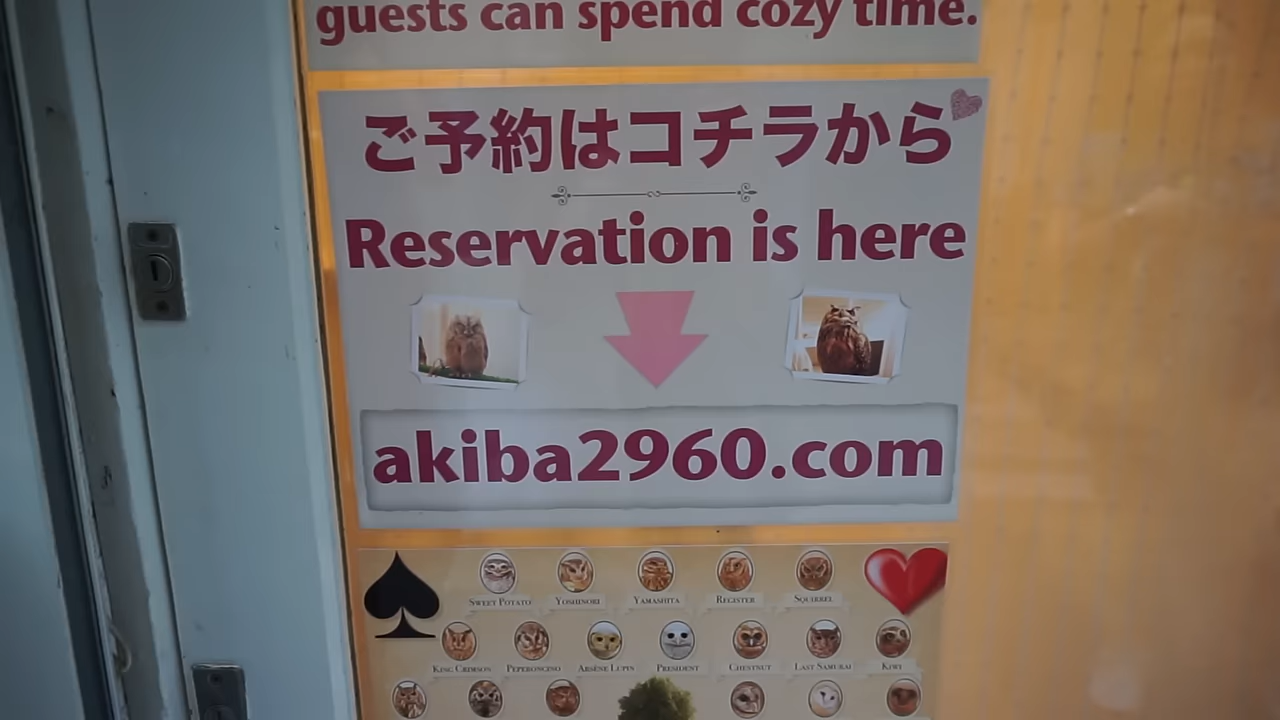 guests can spend cozy time.
ご予約はコチラから
Reservation is here
akiba2960.com
SWEET POTATO YOSHINORI YAMASHITA REGISTER SQUIRREL
KING CRIMSON PEPERONCINO ARSÈNE LUPIN PRESIDENT CHESTNUT LAST SAMURAI KIWI